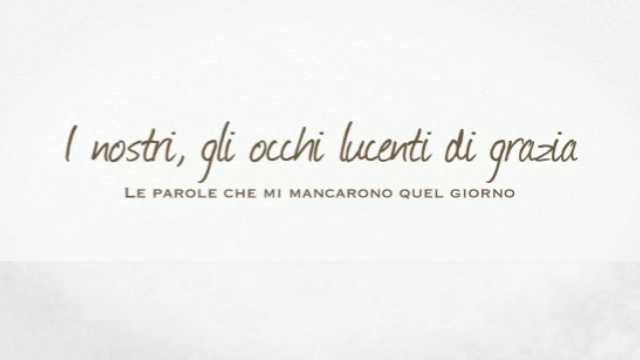 I nostri, gli occhi lucenti di grazia
Le parole che mi mancarono quel giorno